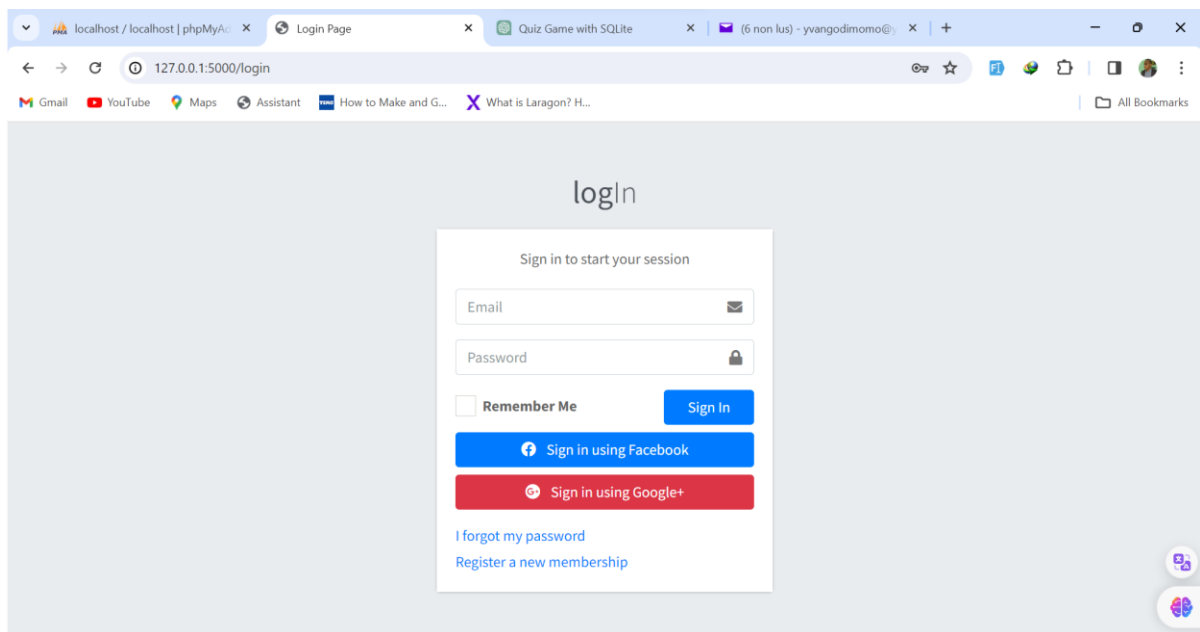 localhost / localhost | phpMyAd
Login Page
Quiz Game with SQLite
(6 non lus) - yvangodimomo@y
127.0.0.1:5000/login
Gmail YouTube Maps Assistant How to Make and G... What is Laragon? H... All Bookmarks
logIn
Sign in to start your session
Email
Password
Remember Me Sign In
Sign in using Facebook
Sign in using Google+
I forgot my password
Register a new membership